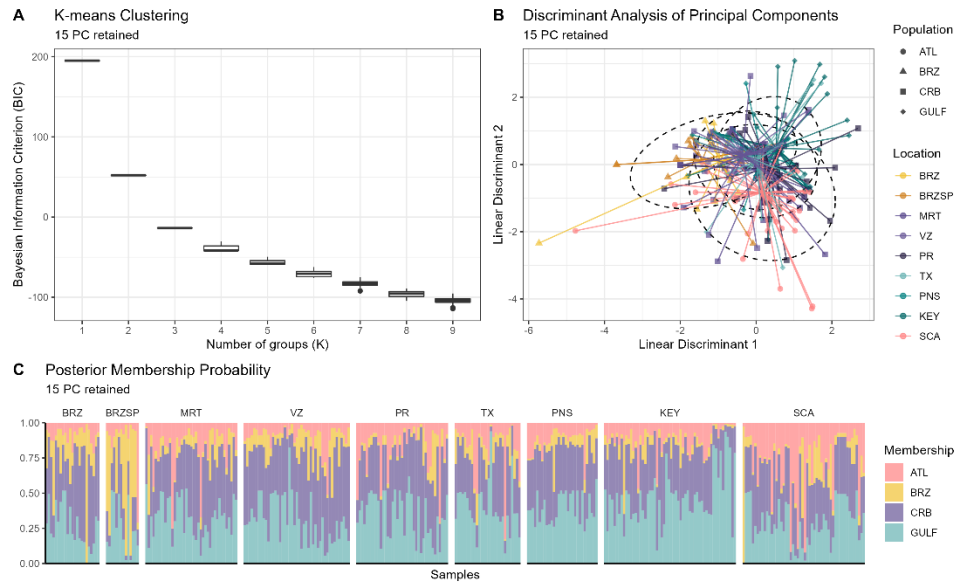 A
K-means Clustering
15 PC retained
Bayesian Information Criterion (BIC)
200
100
0
-100
1 2 3 4 5 6 7 8 9
Number of groups (K)
B
Discriminant Analysis of Principal Components
15 PC retained
Linear Discriminant 2
2
0
-2
-4
-6 -4 -2 0 2
Linear Discriminant 1
Population
ATL
BRZ
CRB
GULF
Location
BRZ
BRZSP
MRT
VZ
PR
TX
PNS
KEY
SCA
C
Posterior Membership Probability
15 PC retained
BRZ BRZSP MRT VZ PR TX PNS KEY SCA
1.00
0.75
0.50
0.25
0.00
Samples
Membership
ATL
BRZ
CRB
GULF